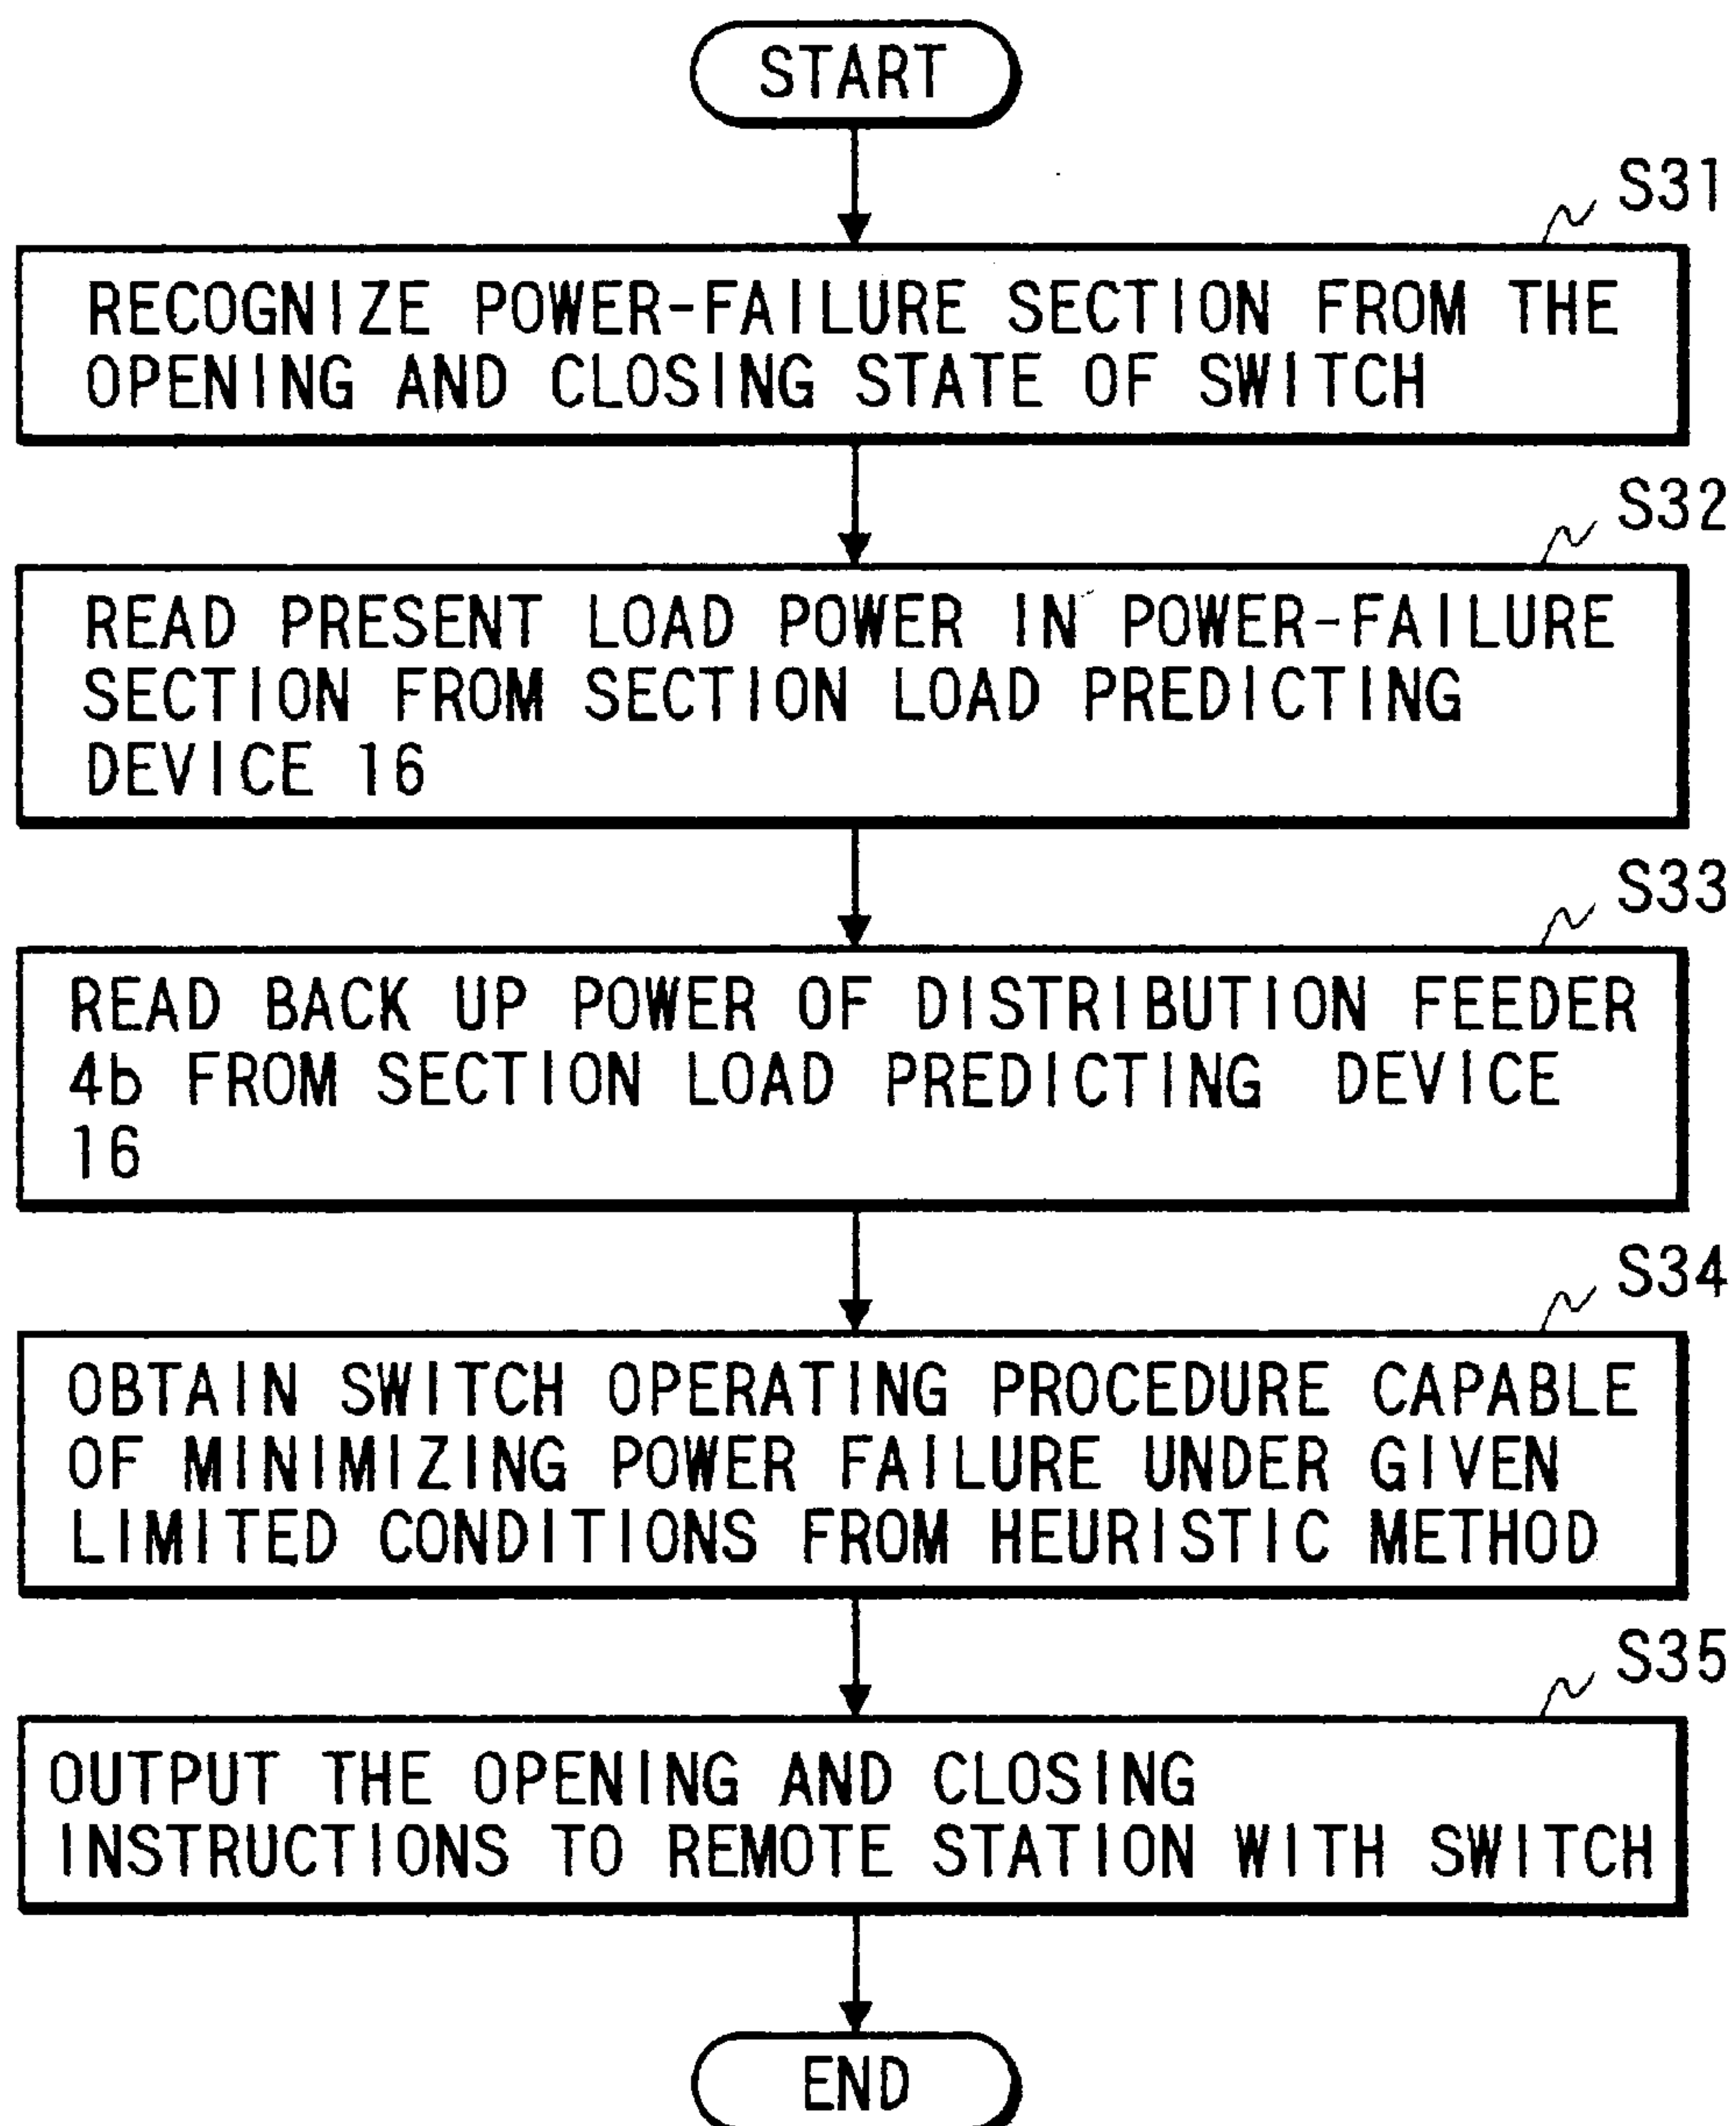 START
S31
RECOGNIZE POWER-FAILURE SECTION FROM THE
OPENING AND CLOSING STATE OF SWITCH
S32
READ PRESENT LOAD POWER IN POWER-FAILURE
SECTION FROM SECTION LOAD PREDICTING
DEVICE 16
S33
READ BACK UP POWER OF DISTRIBUTION FEEDER
4b FROM SECTION LOAD PREDICTING DEVICE
16
S34
OBTAIN SWITCH OPERATING PROCEDURE CAPABLE
OF MINIMIZING POWER FAILURE UNDER GIVEN
LIMITED CONDITIONS FROM HEURISTIC METHOD
S35
OUTPUT THE OPENING AND CLOSING
INSTRUCTIONS TO REMOTE STATION WITH SWITCH
END